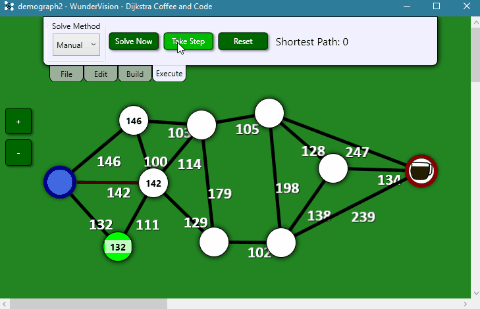 demograph2 - WunderVision - Dijkstra Coffee and Code
Solve Method
Manual
Solve Now
Take Step
Reset
Shortest Path: 0
File
Edit
Build
Execute
+
-
146
103
105
128
247
146
100
114
142
142
134
179
198
132
111
129
138
239
132
102